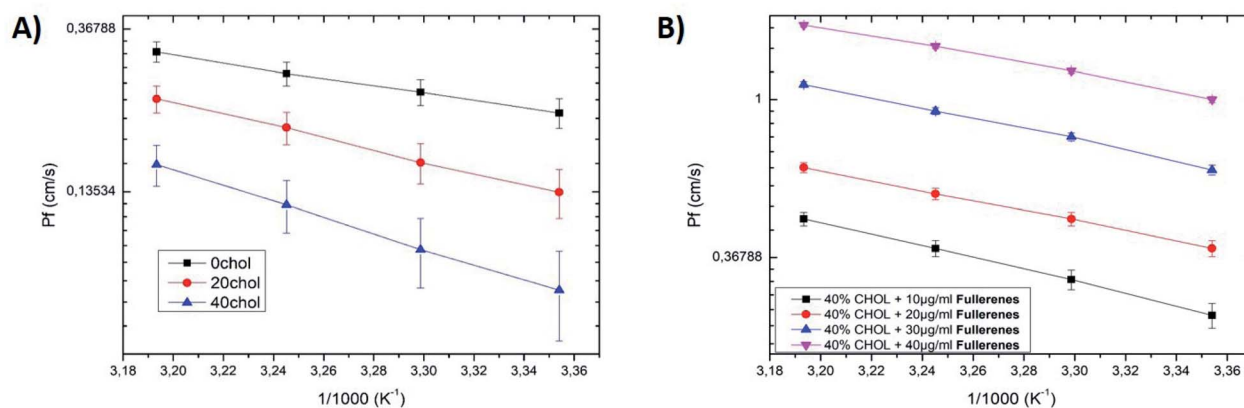 A)
0,36788
0,13534
Pf (cm/s)
0chol
20chol
40chol
3,18 3,20 3,22 3,24 3,26 3,28 3,30 3,32 3,34 3,36
1/1000 (K⁻¹)
B)
1
0,36788
Pf (cm/s)
40% CHOL + 10µg/ml Fullerenes
40% CHOL + 20µg/ml Fullerenes
40% CHOL + 30µg/ml Fullerenes
40% CHOL + 40µg/ml Fullerenes
3,18 3,20 3,22 3,24 3,26 3,28 3,30 3,32 3,34 3,36
1/1000 (K⁻¹)